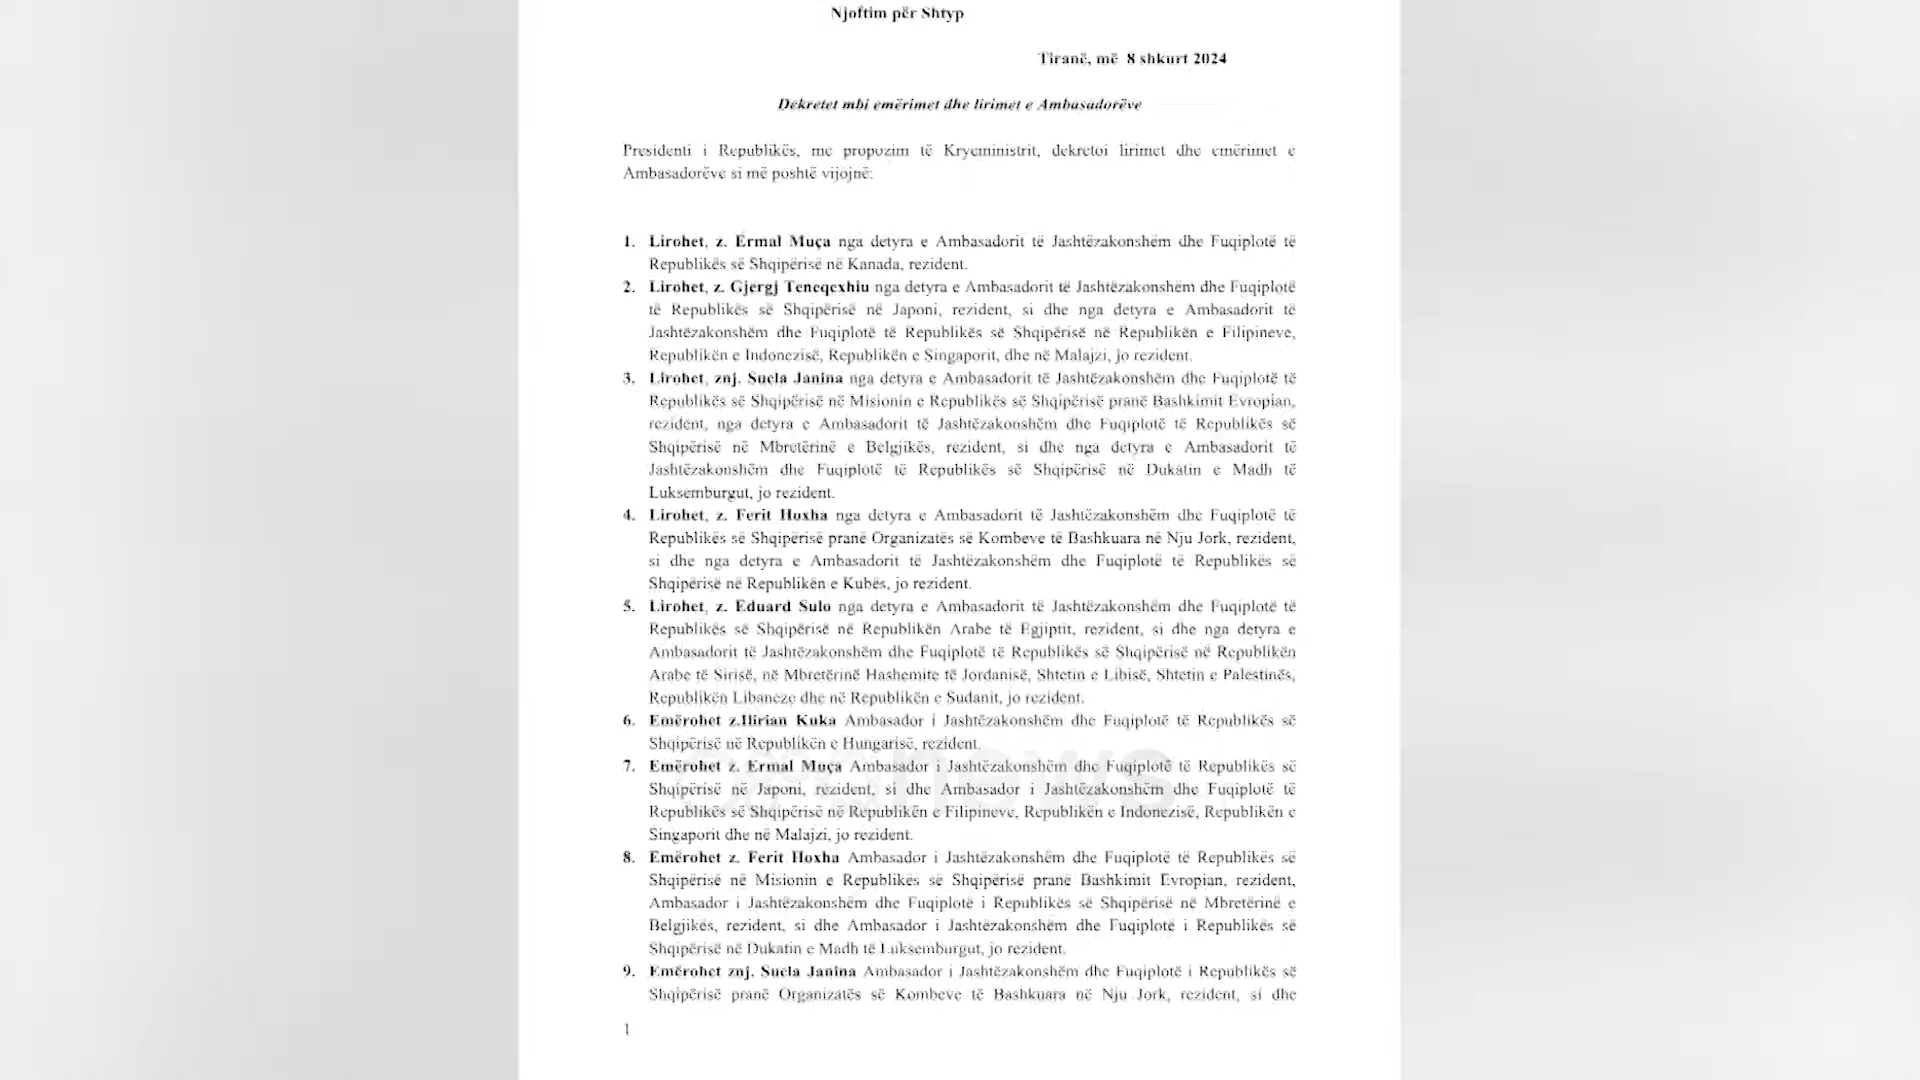 Njoftim për Shtyp
Tiranë, më 8 shkurt 2024
Dekretet mbi emërimet dhe lirimet e Ambasadorëve
Presidenti i Republikës, me propozim të Kryeministrit, dekretoi lirimet dhe emërimet e
Ambasadorëve si më poshtë vijojnë:
1. Lirohet, z. Ermal Muça nga detyra e Ambasadorit të Jashtëzakonshëm dhe Fuqiplotë të
Republikës së Shqipërisë në Kanada, rezident.
2. Lirohet, z. Gjergj Teneqexhiu nga detyra e Ambasadorit të Jashtëzakonshëm dhe Fuqiplotë
të Republikës së Shqipërisë në Japoni, rezident, si dhe nga detyra e Ambasadorit të
Jashtëzakonshëm dhe Fuqiplotë të Republikës së Shqipërisë në Republikën e Filipineve,
Republikën e Indonezisë, Republikën e Singaporit, dhe në Malajzi, jo rezident.
3. Lirohet, znj. Suela Janina nga detyra e Ambasadorit të Jashtëzakonshëm dhe Fuqiplotë të
Republikës së Shqipërisë në Misionin e Republikës së Shqipërisë pranë Bashkimit Evropian,
rezident, nga detyra e Ambasadorit të Jashtëzakonshëm dhe Fuqiplotë të Republikës së
Shqipërisë në Mbretërinë e Belgjikës, rezident, si dhe nga detyra e Ambasadorit të
Jashtëzakonshëm dhe Fuqiplotë të Republikës së Shqipërisë në Dukatin e Madh të
Luksemburgut, jo rezident.
4. Lirohet, z. Ferit Hoxha nga detyra e Ambasadorit të Jashtëzakonshëm dhe Fuqiplotë të
Republikës së Shqipërisë pranë Organizatës së Kombeve të Bashkuara në Nju Jork, rezident,
si dhe nga detyra e Ambasadorit të Jashtëzakonshëm dhe Fuqiplotë të Republikës së
Shqipërisë në Republikën e Kubës, jo rezident.
5. Lirohet, z. Eduard Sulo nga detyra e Ambasadorit të Jashtëzakonshëm dhe Fuqiplotë të
Republikës së Shqipërisë në Republikën Arabe të Egjiptit, rezident, si dhe nga detyra e
Ambasadorit të Jashtëzakonshëm dhe Fuqiplotë të Republikës së Shqipërisë në Republikën
Arabe të Sirisë, në Mbretërinë Hashemite të Jordanisë, Shtetin e Libisë, Shtetin e Palestinës,
Republikën Libaneze dhe në Republikën e Sudanit, jo rezident.
6. Emërohet z.Ilirian Kuka Ambasador i Jashtëzakonshëm dhe Fuqiplotë të Republikës së
Shqipërisë në Republikën e Hungarisë, rezident.
7. Emërohet z. Ermal Muça Ambasador i Jashtëzakonshëm dhe Fuqiplotë të Republikës së
Shqipërisë në Japoni, rezident, si dhe Ambasador i Jashtëzakonshëm dhe Fuqiplotë të
Republikës së Shqipërisë në Republikën e Filipineve, Republikën e Indonezisë, Republikën e
Singaporit dhe në Malajzi, jo rezident.
8. Emërohet z. Ferit Hoxha Ambasador i Jashtëzakonshëm dhe Fuqiplotë të Republikës së
Shqipërisë në Misionin e Republikës së Shqipërisë pranë Bashkimit Evropian, rezident,
Ambasador i Jashtëzakonshëm dhe Fuqiplotë i Republikës së Shqipërisë në Mbretërinë e
Belgjikës, rezident, si dhe Ambasador i Jashtëzakonshëm dhe Fuqiplotë i Republikës së
Shqipërisë në Dukatin e Madh të Luksemburgut, jo rezident.
9. Emërohet znj. Suela Janina Ambasador i Jashtëzakonshëm dhe Fuqiplotë i Republikës së
Shqipërisë pranë Organizatës së Kombeve të Bashkuara në Nju Jork, rezident, si dhe
1